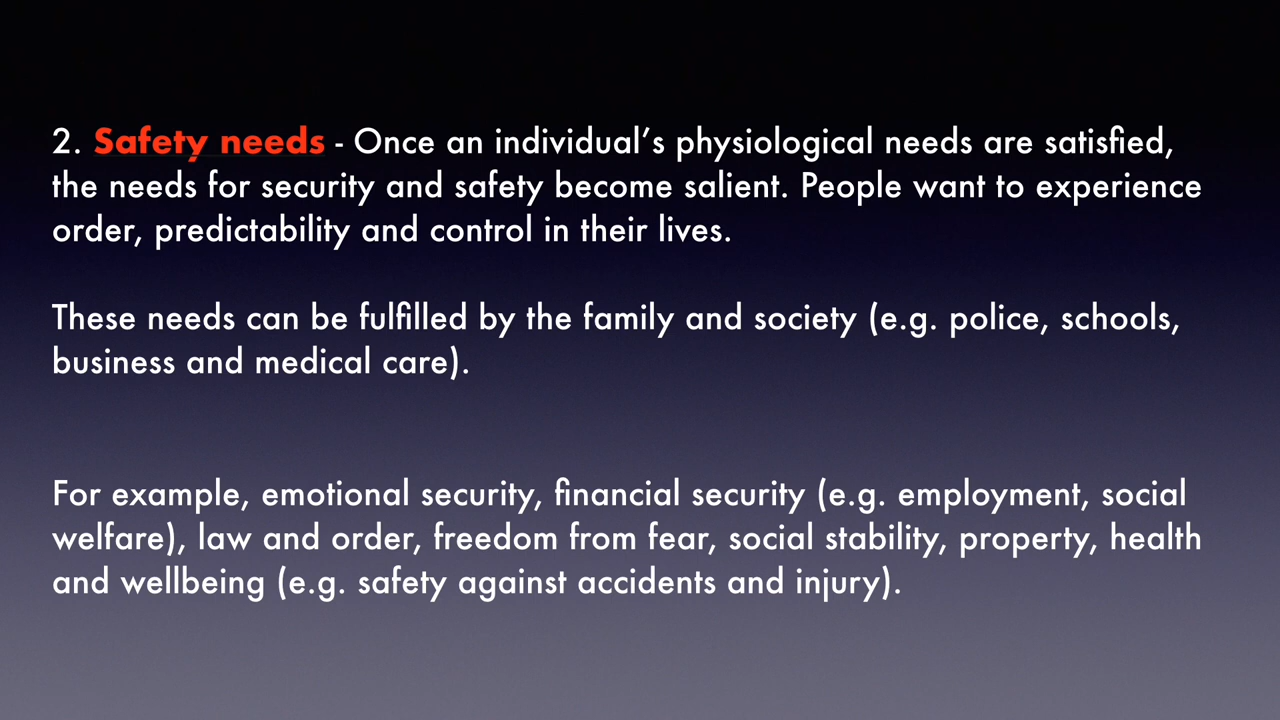 2. Safety needs - Once an individual’s physiological needs are satisfied,
the needs for security and safety become salient. People want to experience
order, predictability and control in their lives.
These needs can be fulfilled by the family and society (e.g. police, schools,
business and medical care).
For example, emotional security, financial security (e.g. employment, social
welfare), law and order, freedom from fear, social stability, property, health
and wellbeing (e.g. safety against accidents and injury).